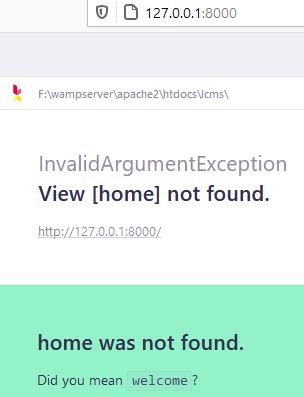 127.0.0.1:8000
F:\wampserver\apache2\htdocs\lcms\
InvalidArgumentException
View [home] not found.
http://127.0.0.1:8000/
home was not found.
Did you mean welcome?